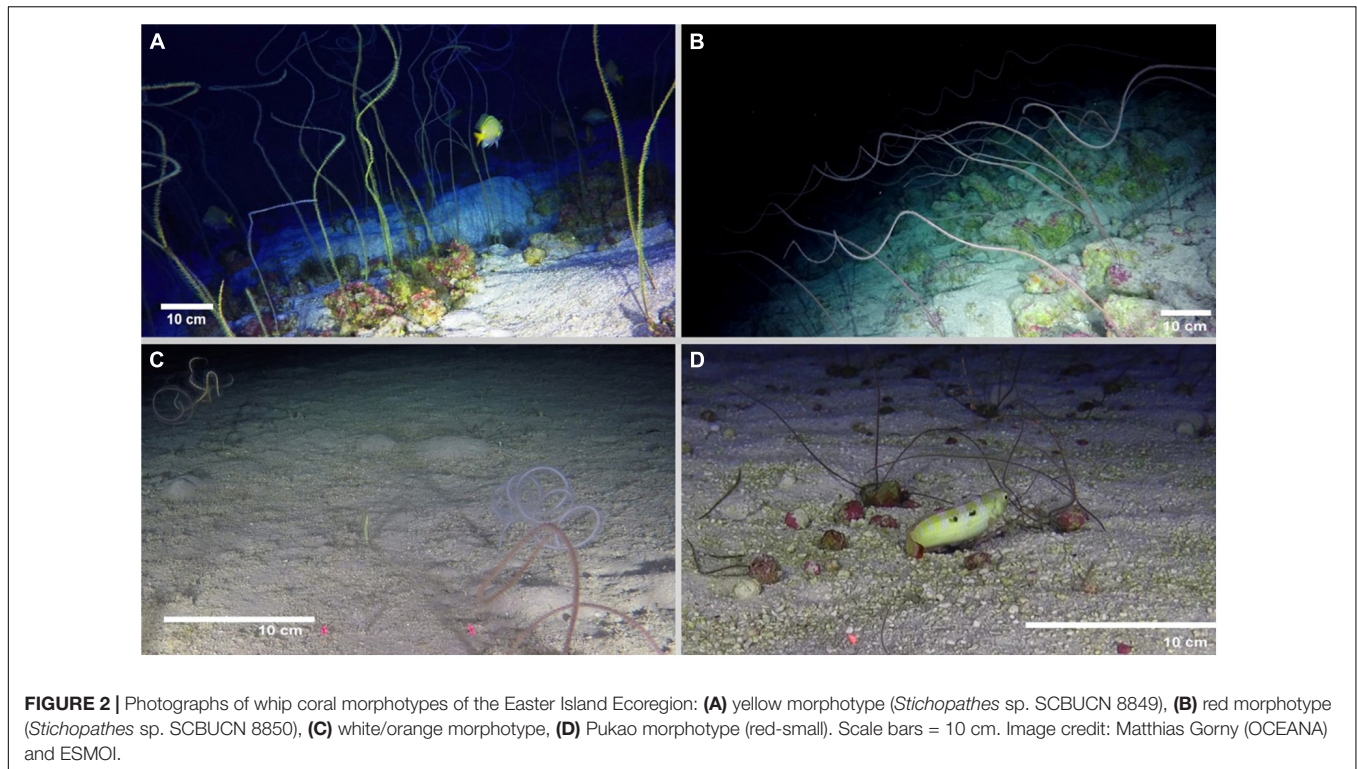 A
B
10 cm
10 cm
C
D
10 cm
10 cm
FIGURE 2 | Photographs of whip coral morphotypes of the Easter Island Ecoregion: (A) yellow morphotype (Stichopathes sp. SCBUCN 8849), (B) red morphotype
(Stichopathes sp. SCBUCN 8850), (C) white/orange morphotype, (D) Pukao morphotype (red-small). Scale bars = 10 cm. Image credit: Matthias Gorny (OCEANA)
and ESMOI.